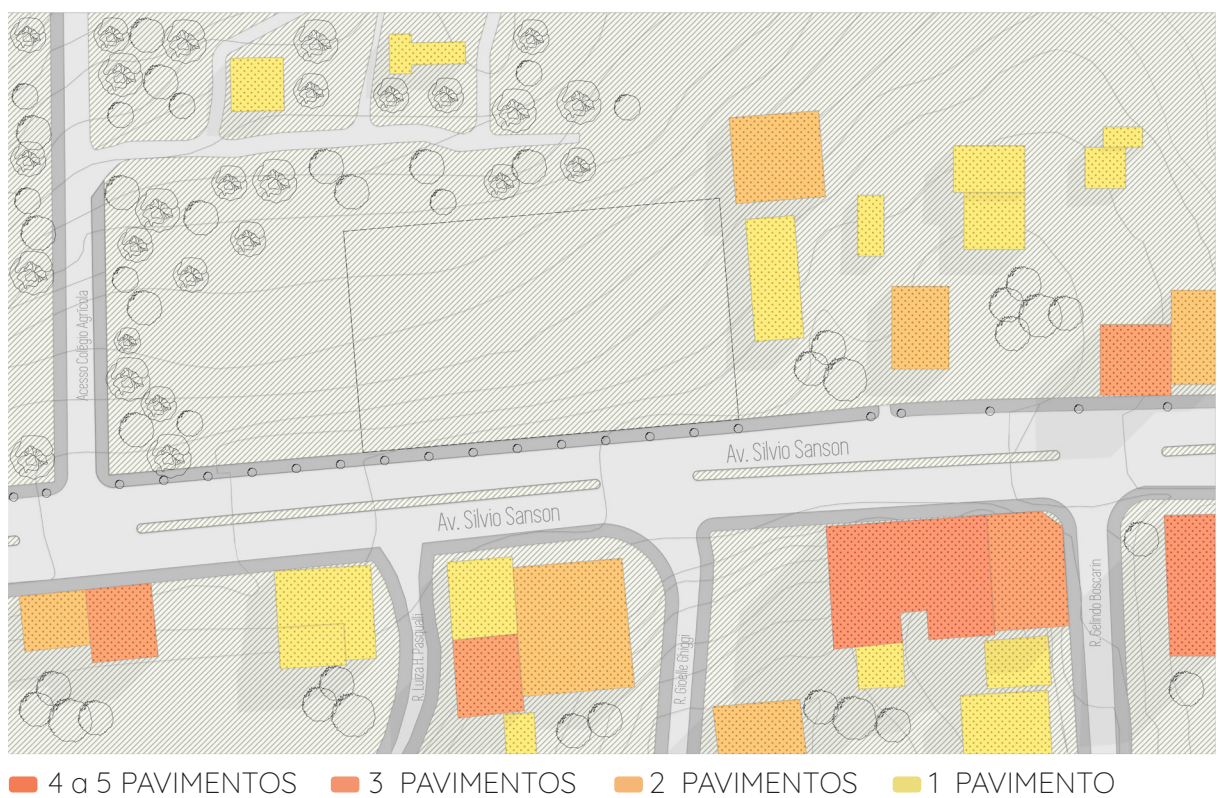 Acesso Colégio Agrícola
Av. Silvio Sanson
Av. Silvio Sanson
R. Luiza H. Pasquali
R. Gioelle Ghiggi
R. Gelindo Boscarin
4 a 5 PAVIMENTOS
3 PAVIMENTOS
2 PAVIMENTOS
1 PAVIMENTO